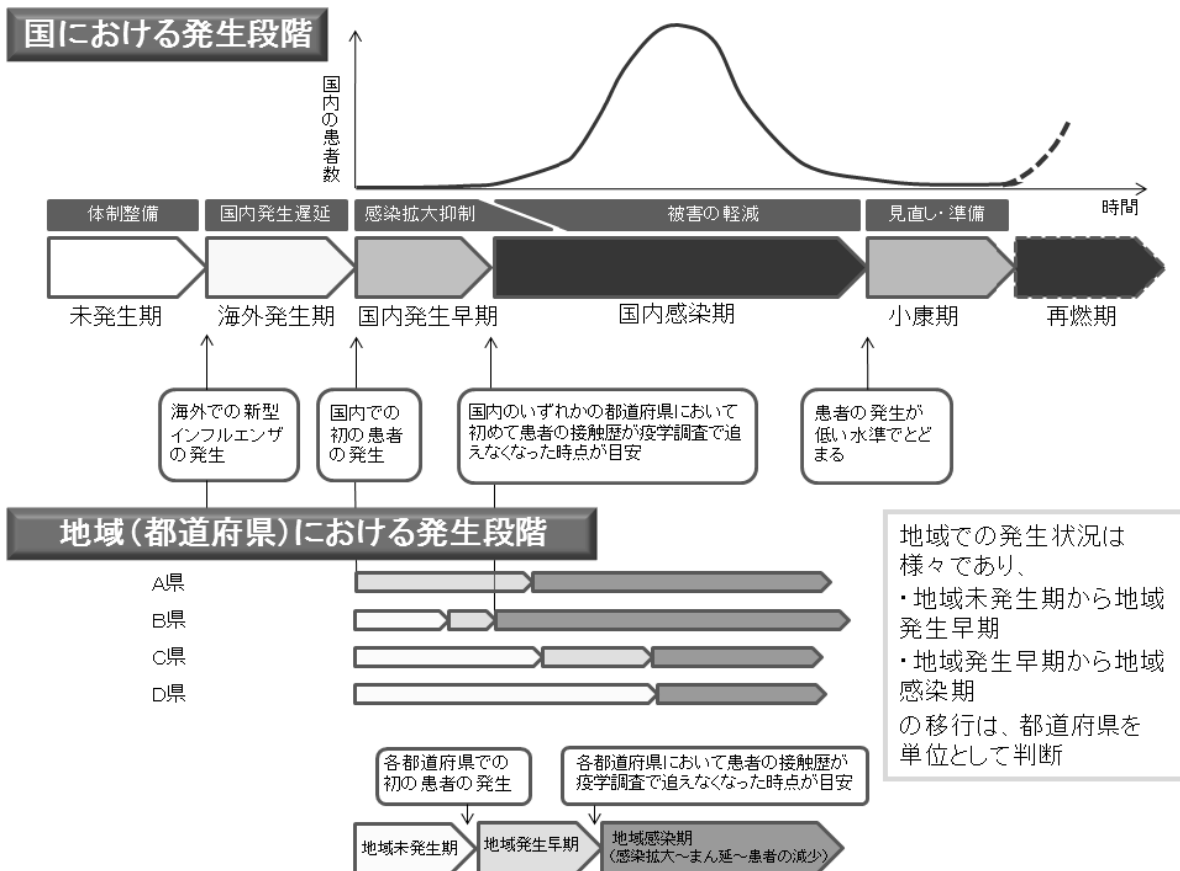 国における発生段階
国内の患者数
時間
体制整備
国内発生遅延
感染拡大抑制
被害の軽減
見直し・準備
未発生期
海外発生期
国内発生早期
国内感染期
小康期
再燃期
海外での新型
インフルエンザ
の発生
国内での
初の患者
の発生
国内のいずれかの都道府県において
初めて患者の接触歴が疫学調査で追
えなくなった時点が目安
患者の発生が
低い水準でとど
まる
地域(都道府県)における発生段階
A県
B県
C県
D県
地域での発生状況は
様々であり、
・地域未発生期から地域
発生早期
・地域発生早期から地域
感染期
の移行は、都道府県を
単位として判断
各都道府県での
初の患者の発生
各都道府県において患者の接触歴が
疫学調査で追えなくなった時点が目安
地域未発生期
地域発生早期
地域感染期
(感染拡大~まん延~患者の減少)